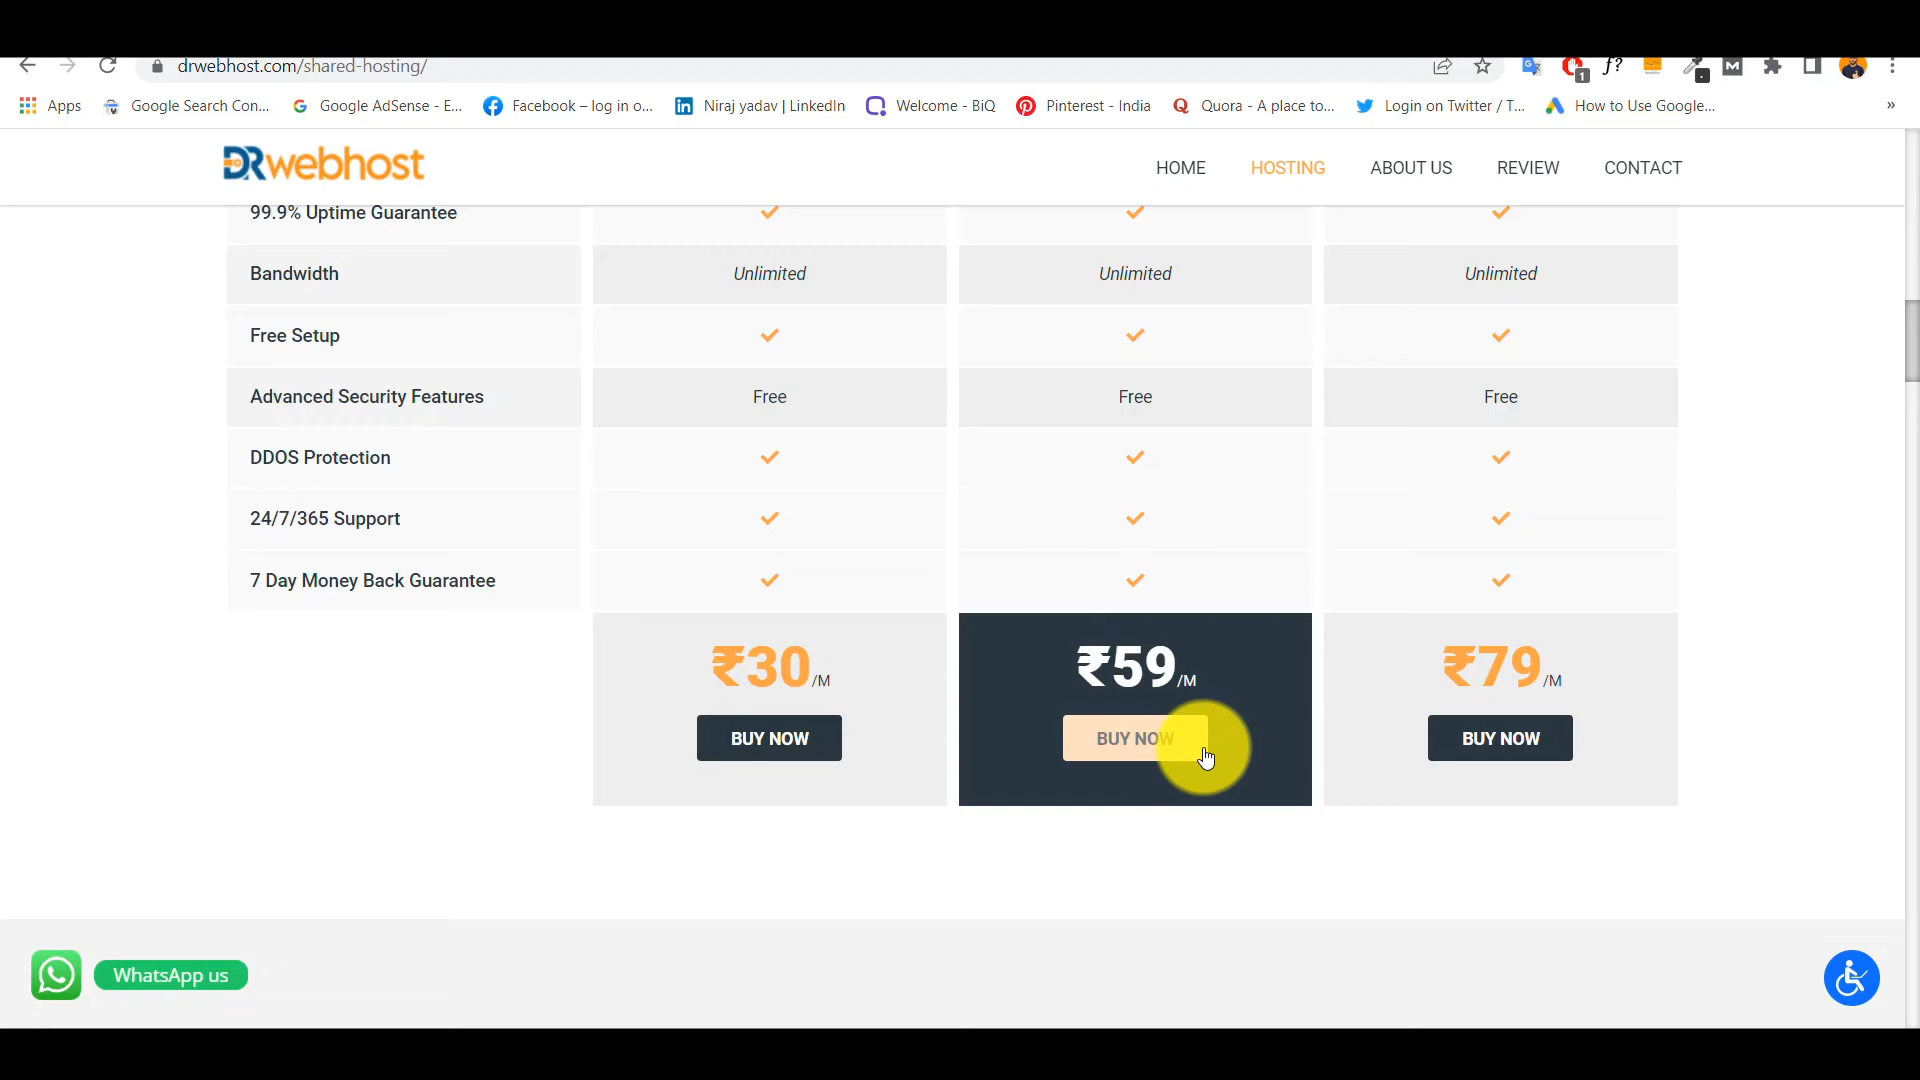 drwebhost.com/shared-hosting/
1
Apps
Google Search Con...
Google AdSense - E...
Facebook – log in o...
Niraj yadav | LinkedIn
Welcome - BiQ
Pinterest - India
Quora - A place to...
Login on Twitter / T...
How to Use Google...
»
DRwebhost
HOME
HOSTING
ABOUT US
REVIEW
CONTACT
99.9% Uptime Guarantee
Bandwidth Unlimited Unlimited Unlimited
Free Setup
Advanced Security Features Free Free Free
DDOS Protection
24/7/365 Support
7 Day Money Back Guarantee
₹30/M ₹59/M ₹79/M
BUY NOW BUY NOW BUY NOW
WhatsApp us